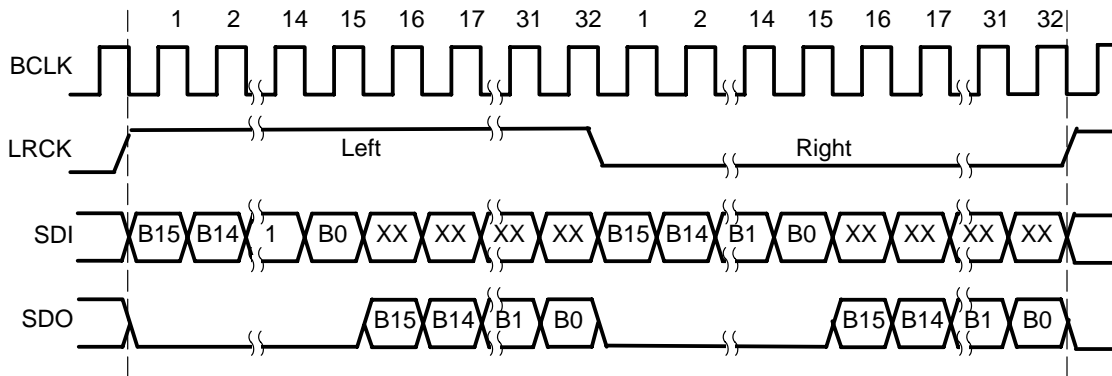 1 2 14 15 16 17 31 32 1 2 14 15 16 17 31 32
BCLK
LRCK Left Right
SDI B15 B14 1 B0 XX XX XX XX B15 B14 B1 B0 XX XX XX XX
SDO B15 B14 B1 B0 B15 B14 B1 B0